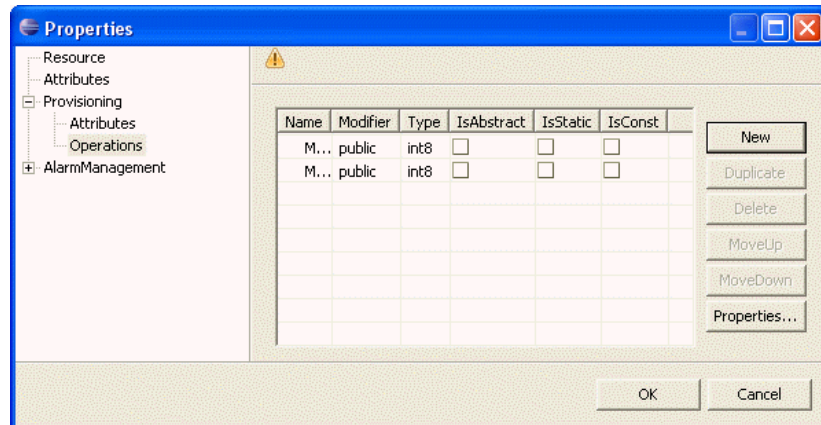 Properties
Resource
Attributes
Provisioning
Attributes
Operations
AlarmManagement
Name Modifier Type IsAbstract IsStatic IsConst
M... public int8
M... public int8
New
Duplicate
Delete
MoveUp
MoveDown
Properties...
OK Cancel